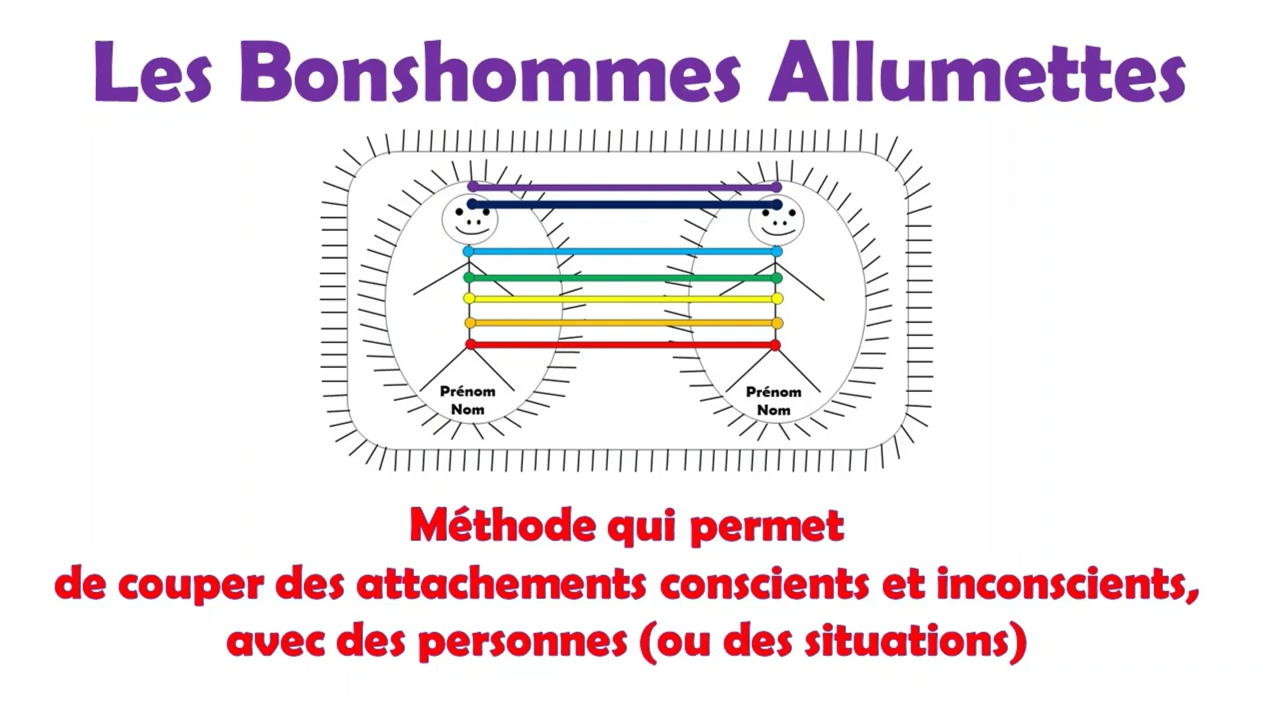 Les Bonshommes Allumettes
Prénom
Nom
Prénom
Nom
Méthode qui permet
de couper des attachements conscients et inconscients,
avec des personnes (ou des situations)